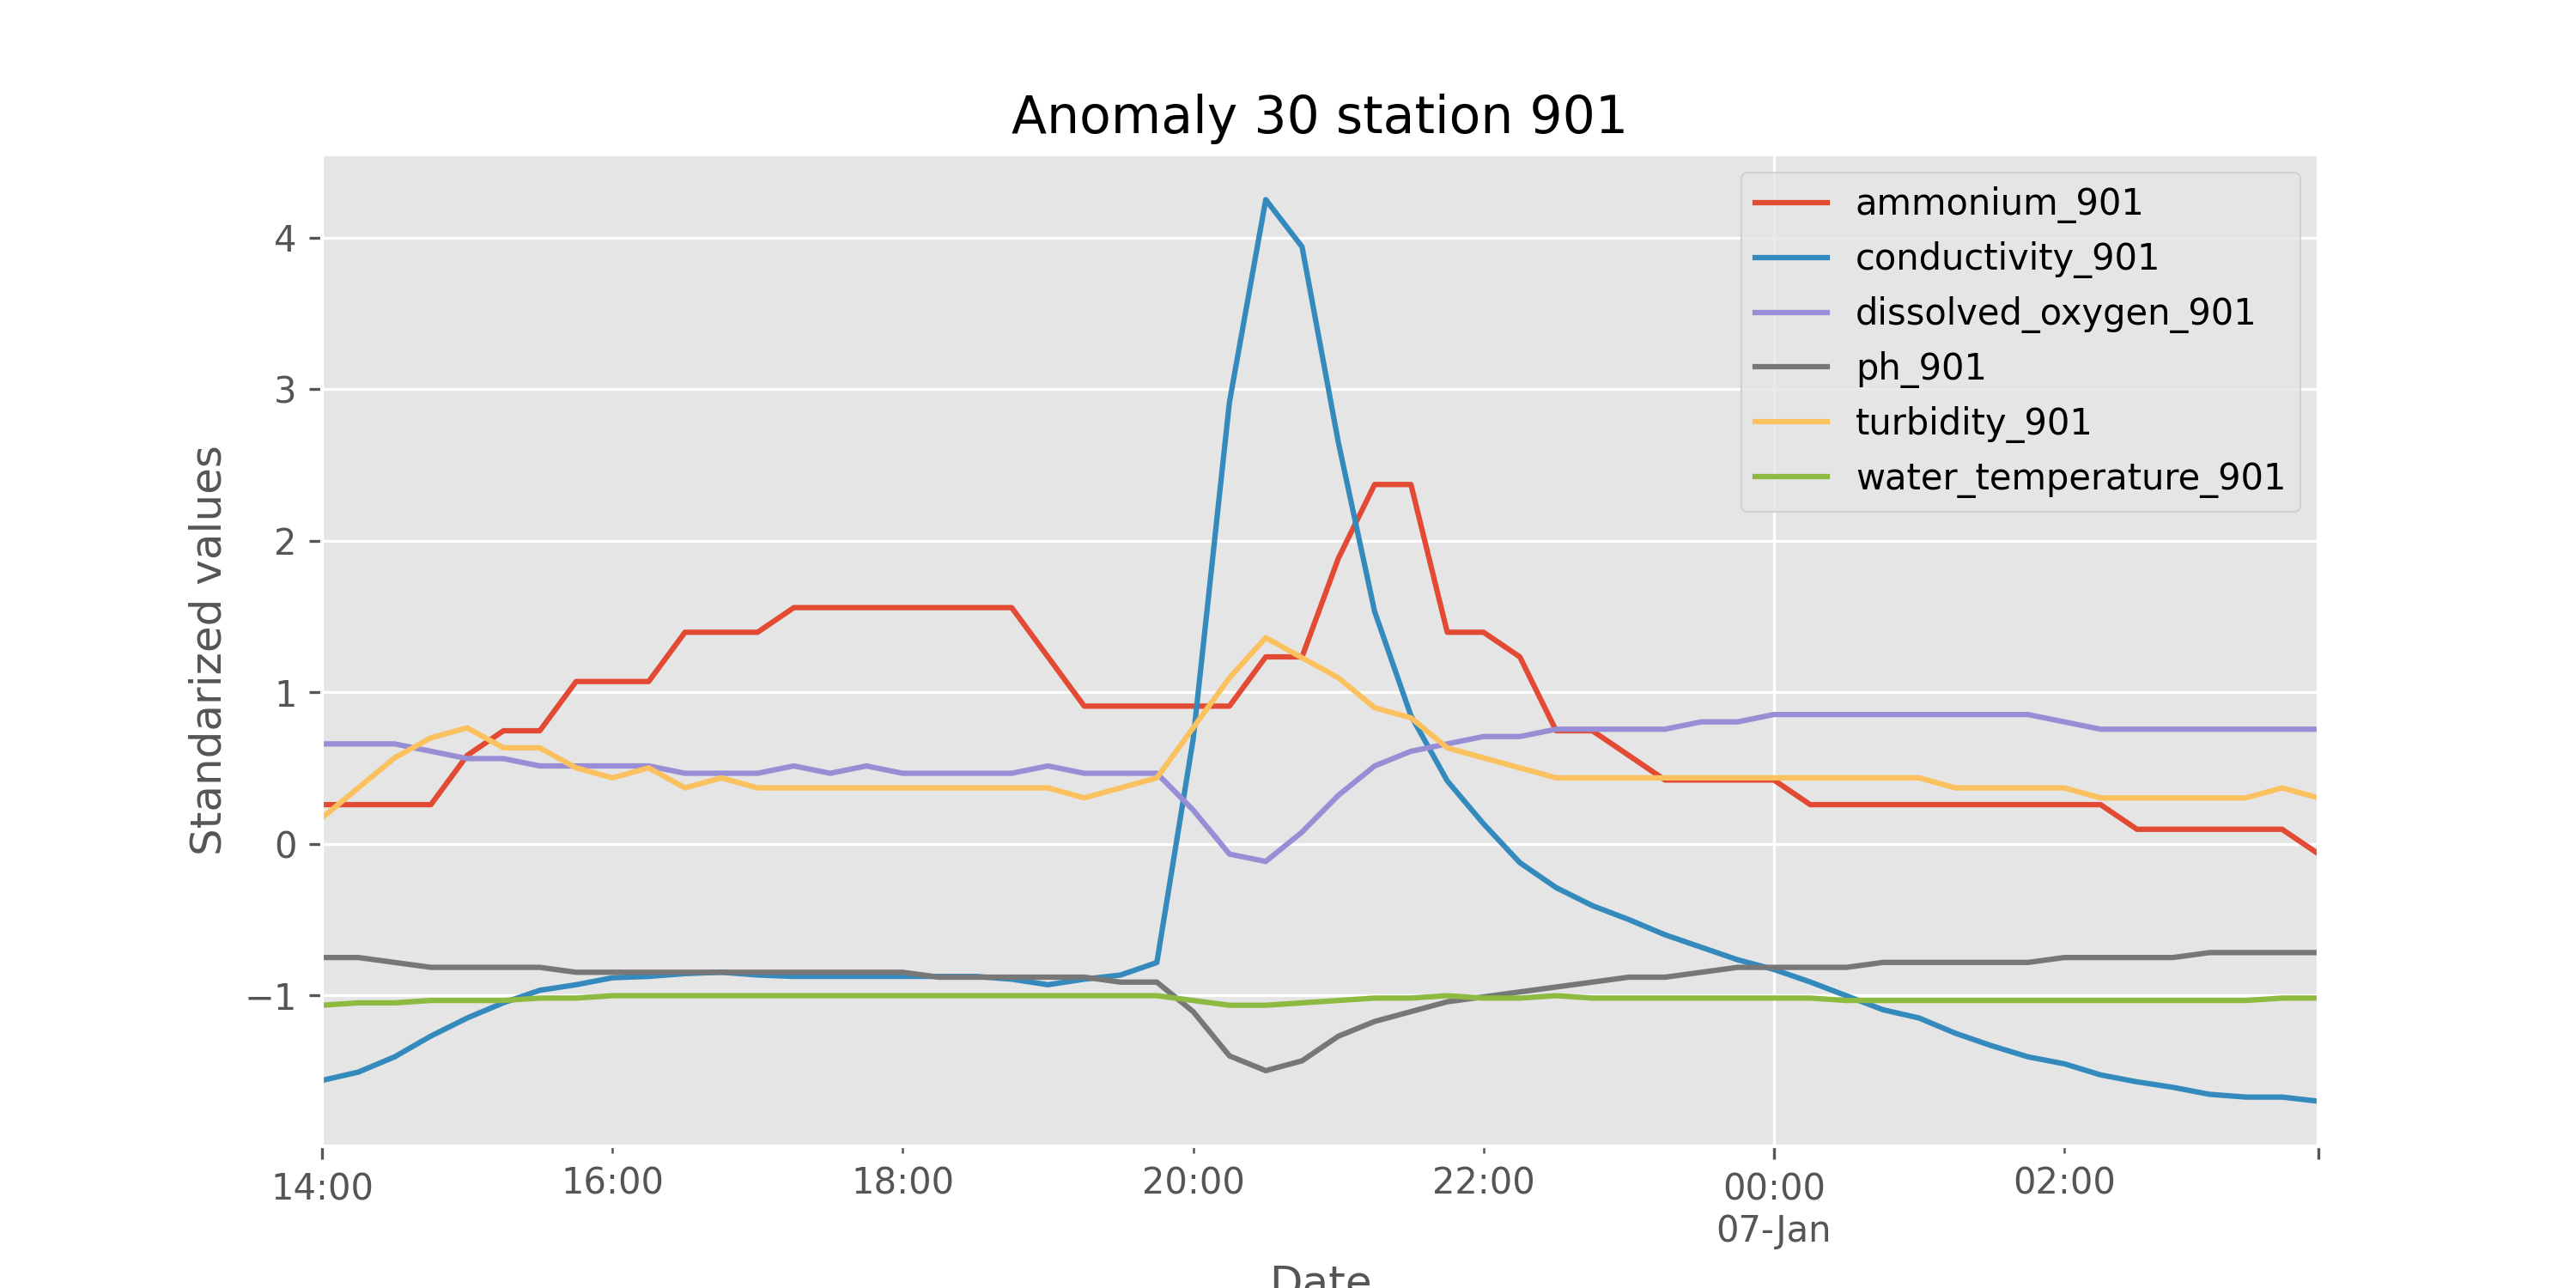 Anomaly 30 station 901
ammonium_901
conductivity_901
dissolved_oxygen_901
ph_901
turbidity_901
water_temperature_901
Standarized values
4
3
2
1
0
−1
14:00 16:00 18:00 20:00 22:00 00:00 02:00
07-Jan
Date